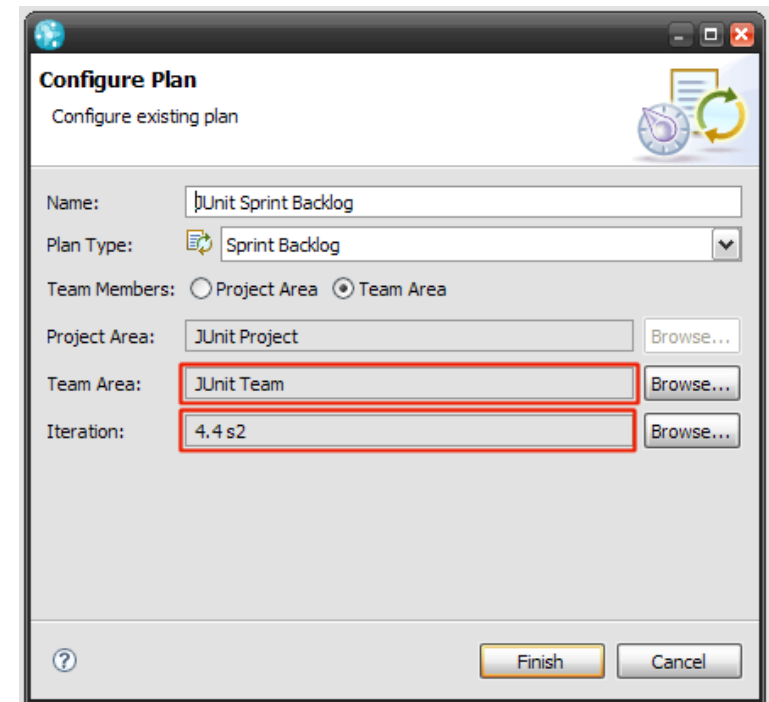 Configure Plan
Configure existing plan
Name: JUnit Sprint Backlog
Plan Type: Sprint Backlog
Team Members: Project Area Team Area
Project Area: JUnit Project Browse...
Team Area: JUnit Team Browse...
Iteration: 4.4 s2 Browse...
? Finish Cancel